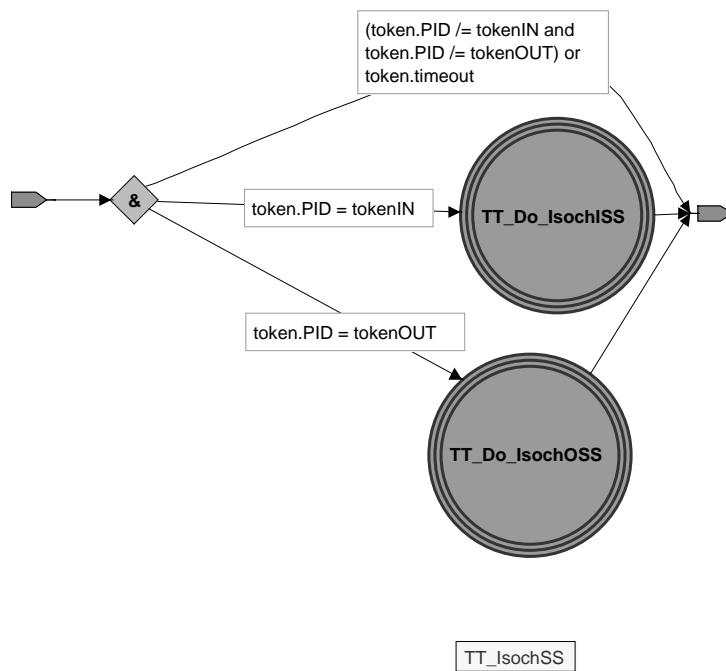 (token.PID /= tokenIN and
token.PID /= tokenOUT) or
token.timeout
&
token.PID = tokenIN
TT_Do_IsochISS
token.PID = tokenOUT
TT_Do_IsochOSS
TT_IsochSS